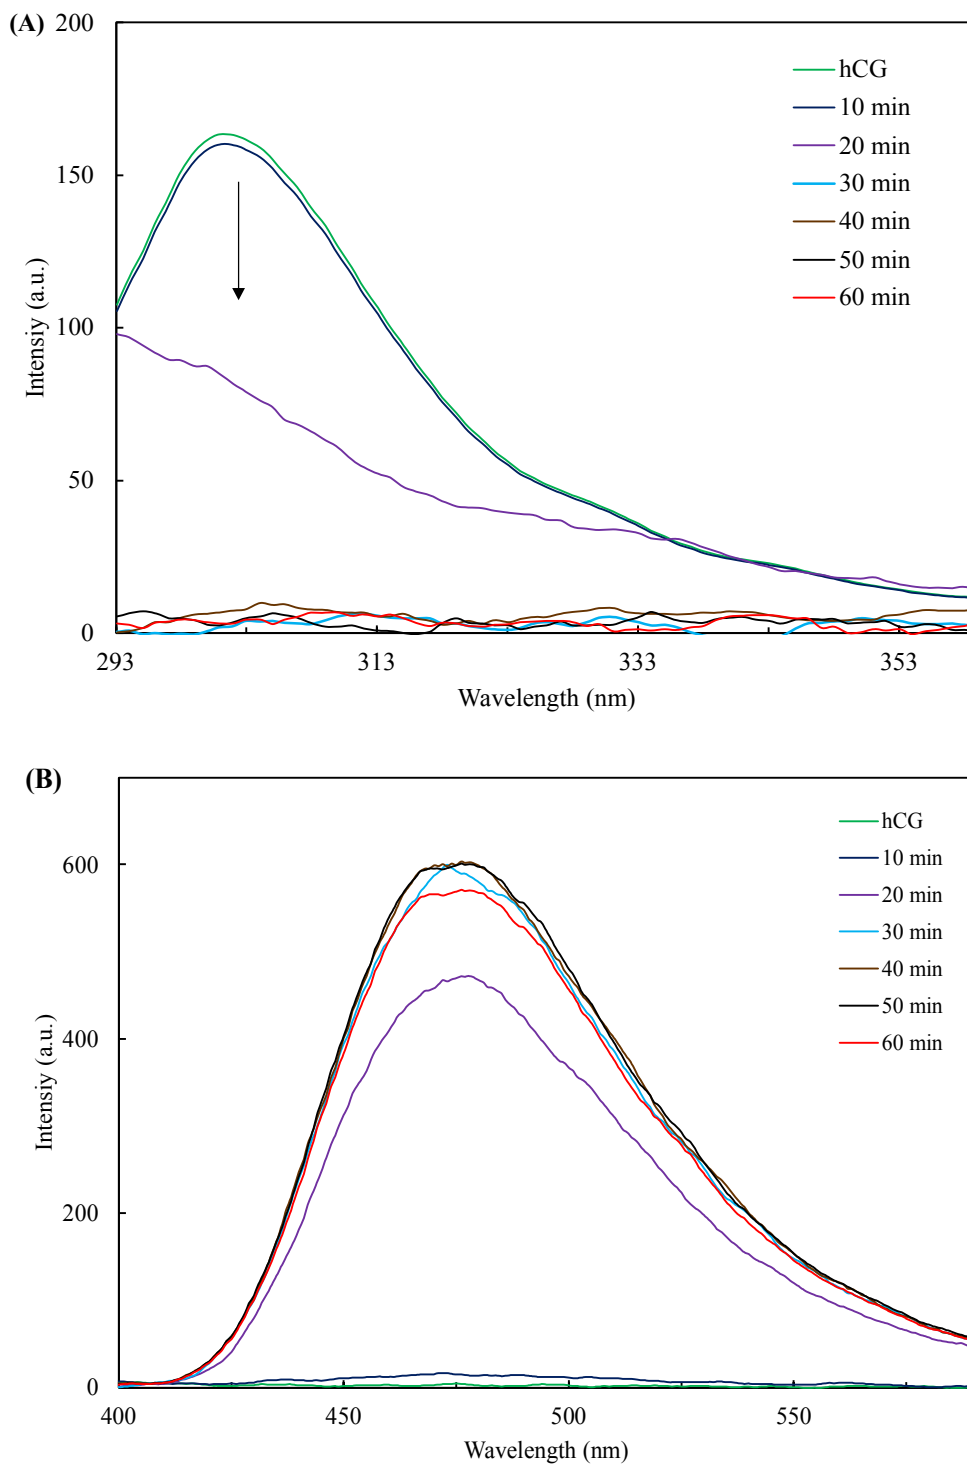 (A)
200
150
100
50
0
Intensiy (a.u.)
293
313
333
353
Wavelength (nm)
hCG
10 min
20 min
30 min
40 min
50 min
60 min
(B)
600
400
200
0
Intensiy (a.u.)
400
450
500
550
Wavelength (nm)
hCG
10 min
20 min
30 min
40 min
50 min
60 min